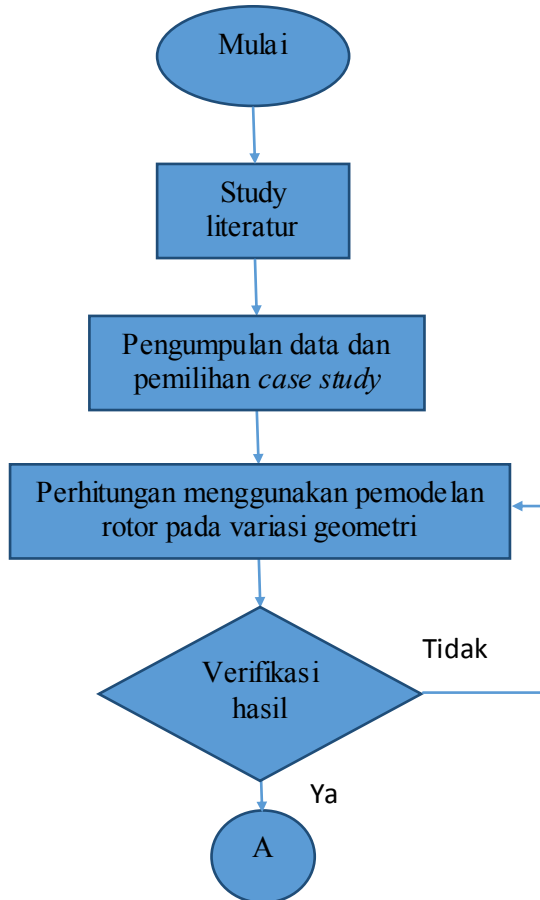 Mulai
Study
literatur
Pengumpulan data dan
pemilihan case study
Perhitungan menggunakan pemodelan
rotor pada variasi geometri
Verifikasi
hasil
Tidak
Ya
A